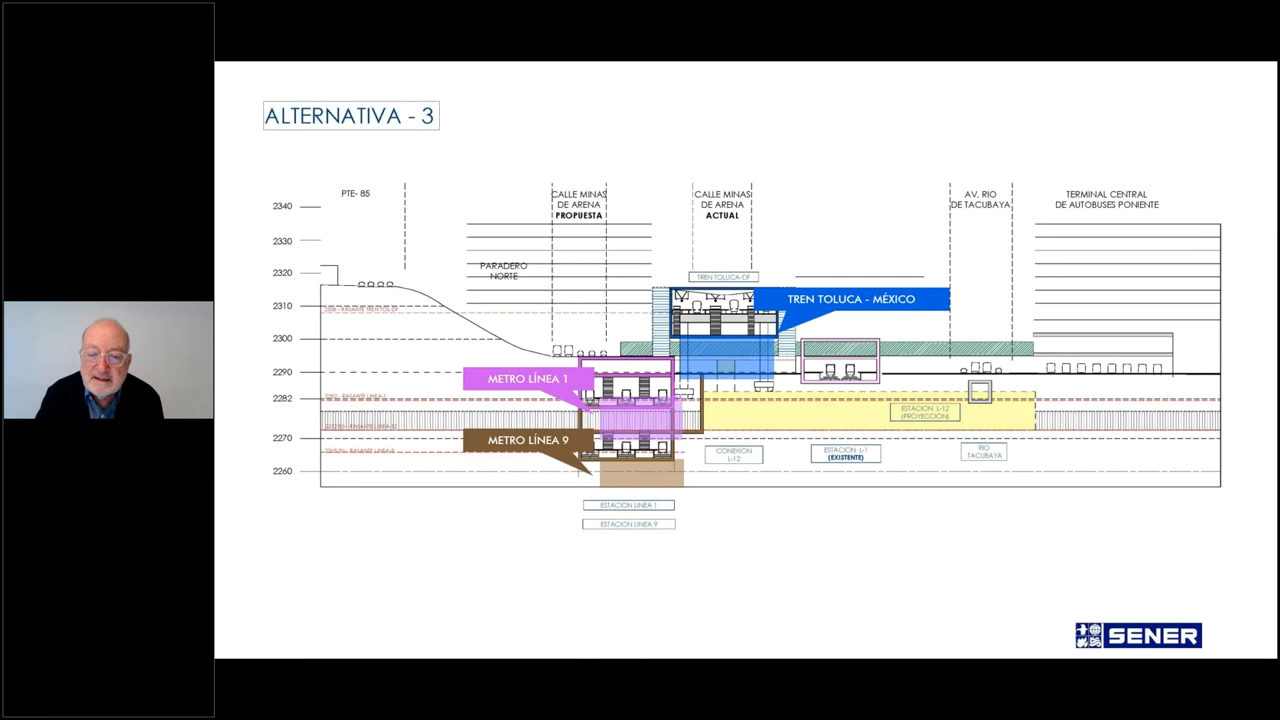 ALTERNATIVA - 3
PTE- 85
CALLE MINAS
DE ARENA
PROPUESTA
CALLE MINAS
DE ARENA
ACTUAL
AV. RIO
DE TACUBAYA
TERMINAL CENTRAL
DE AUTOBUSES PONIENTE
2340
2330
2320
2310
2300
2290
2282
2270
2260
PARADERO
NORTE
TREN TOLUCA-DF
TREN TOLUCA - MÉXICO
METRO LÍNEA 1
METRO LÍNEA 9
ESTACION L-12
(PROYECCION)
CONEXION
L-12
ESTACION L-1
(EXISTENTE)
RIO
TACUBAYA
ESTACION LINEA 1
ESTACION LINEA 9
SENER